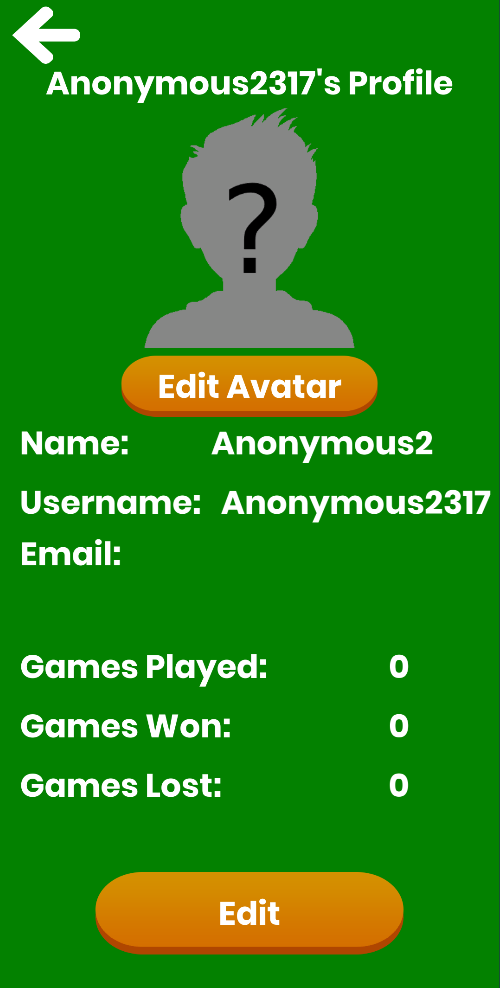 Anonymous2317's Profile
?
Edit Avatar
Name: Anonymous2
Username: Anonymous2317
Email:
Games Played: 0
Games Won: 0
Games Lost: 0
Edit